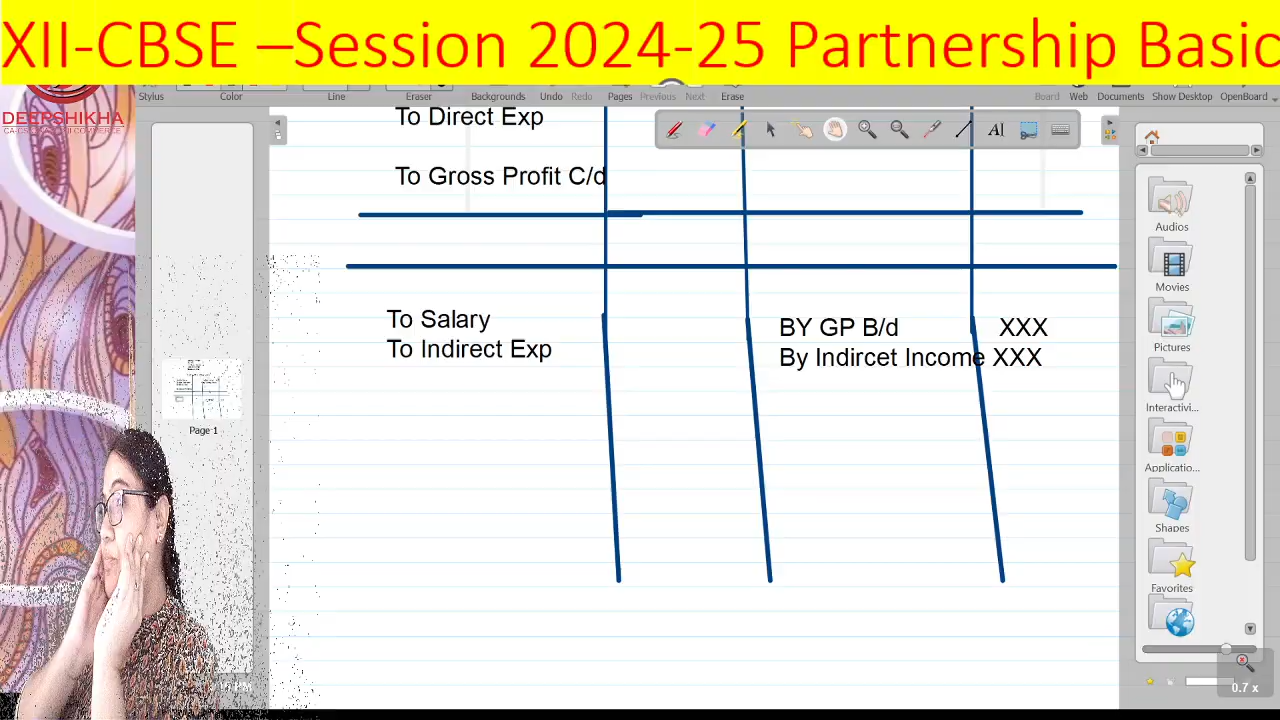 XII-CBSE –Session 2024-25 Partnership Basic
Stylus Color Line Eraser Backgrounds Undo Redo Pages Previous Next Erase Board Web Documents Show Desktop OpenBoard
DEEPSHIKHA
To Direct Exp
To Gross Profit C/d
Audios
Movies
To Salary
To Indirect Exp
BY GP B/d XXX
By Indircet Income XXX
Pictures
Interactivi...
Page 1
Applicatio...
Shapes
Favorites
0.7 x